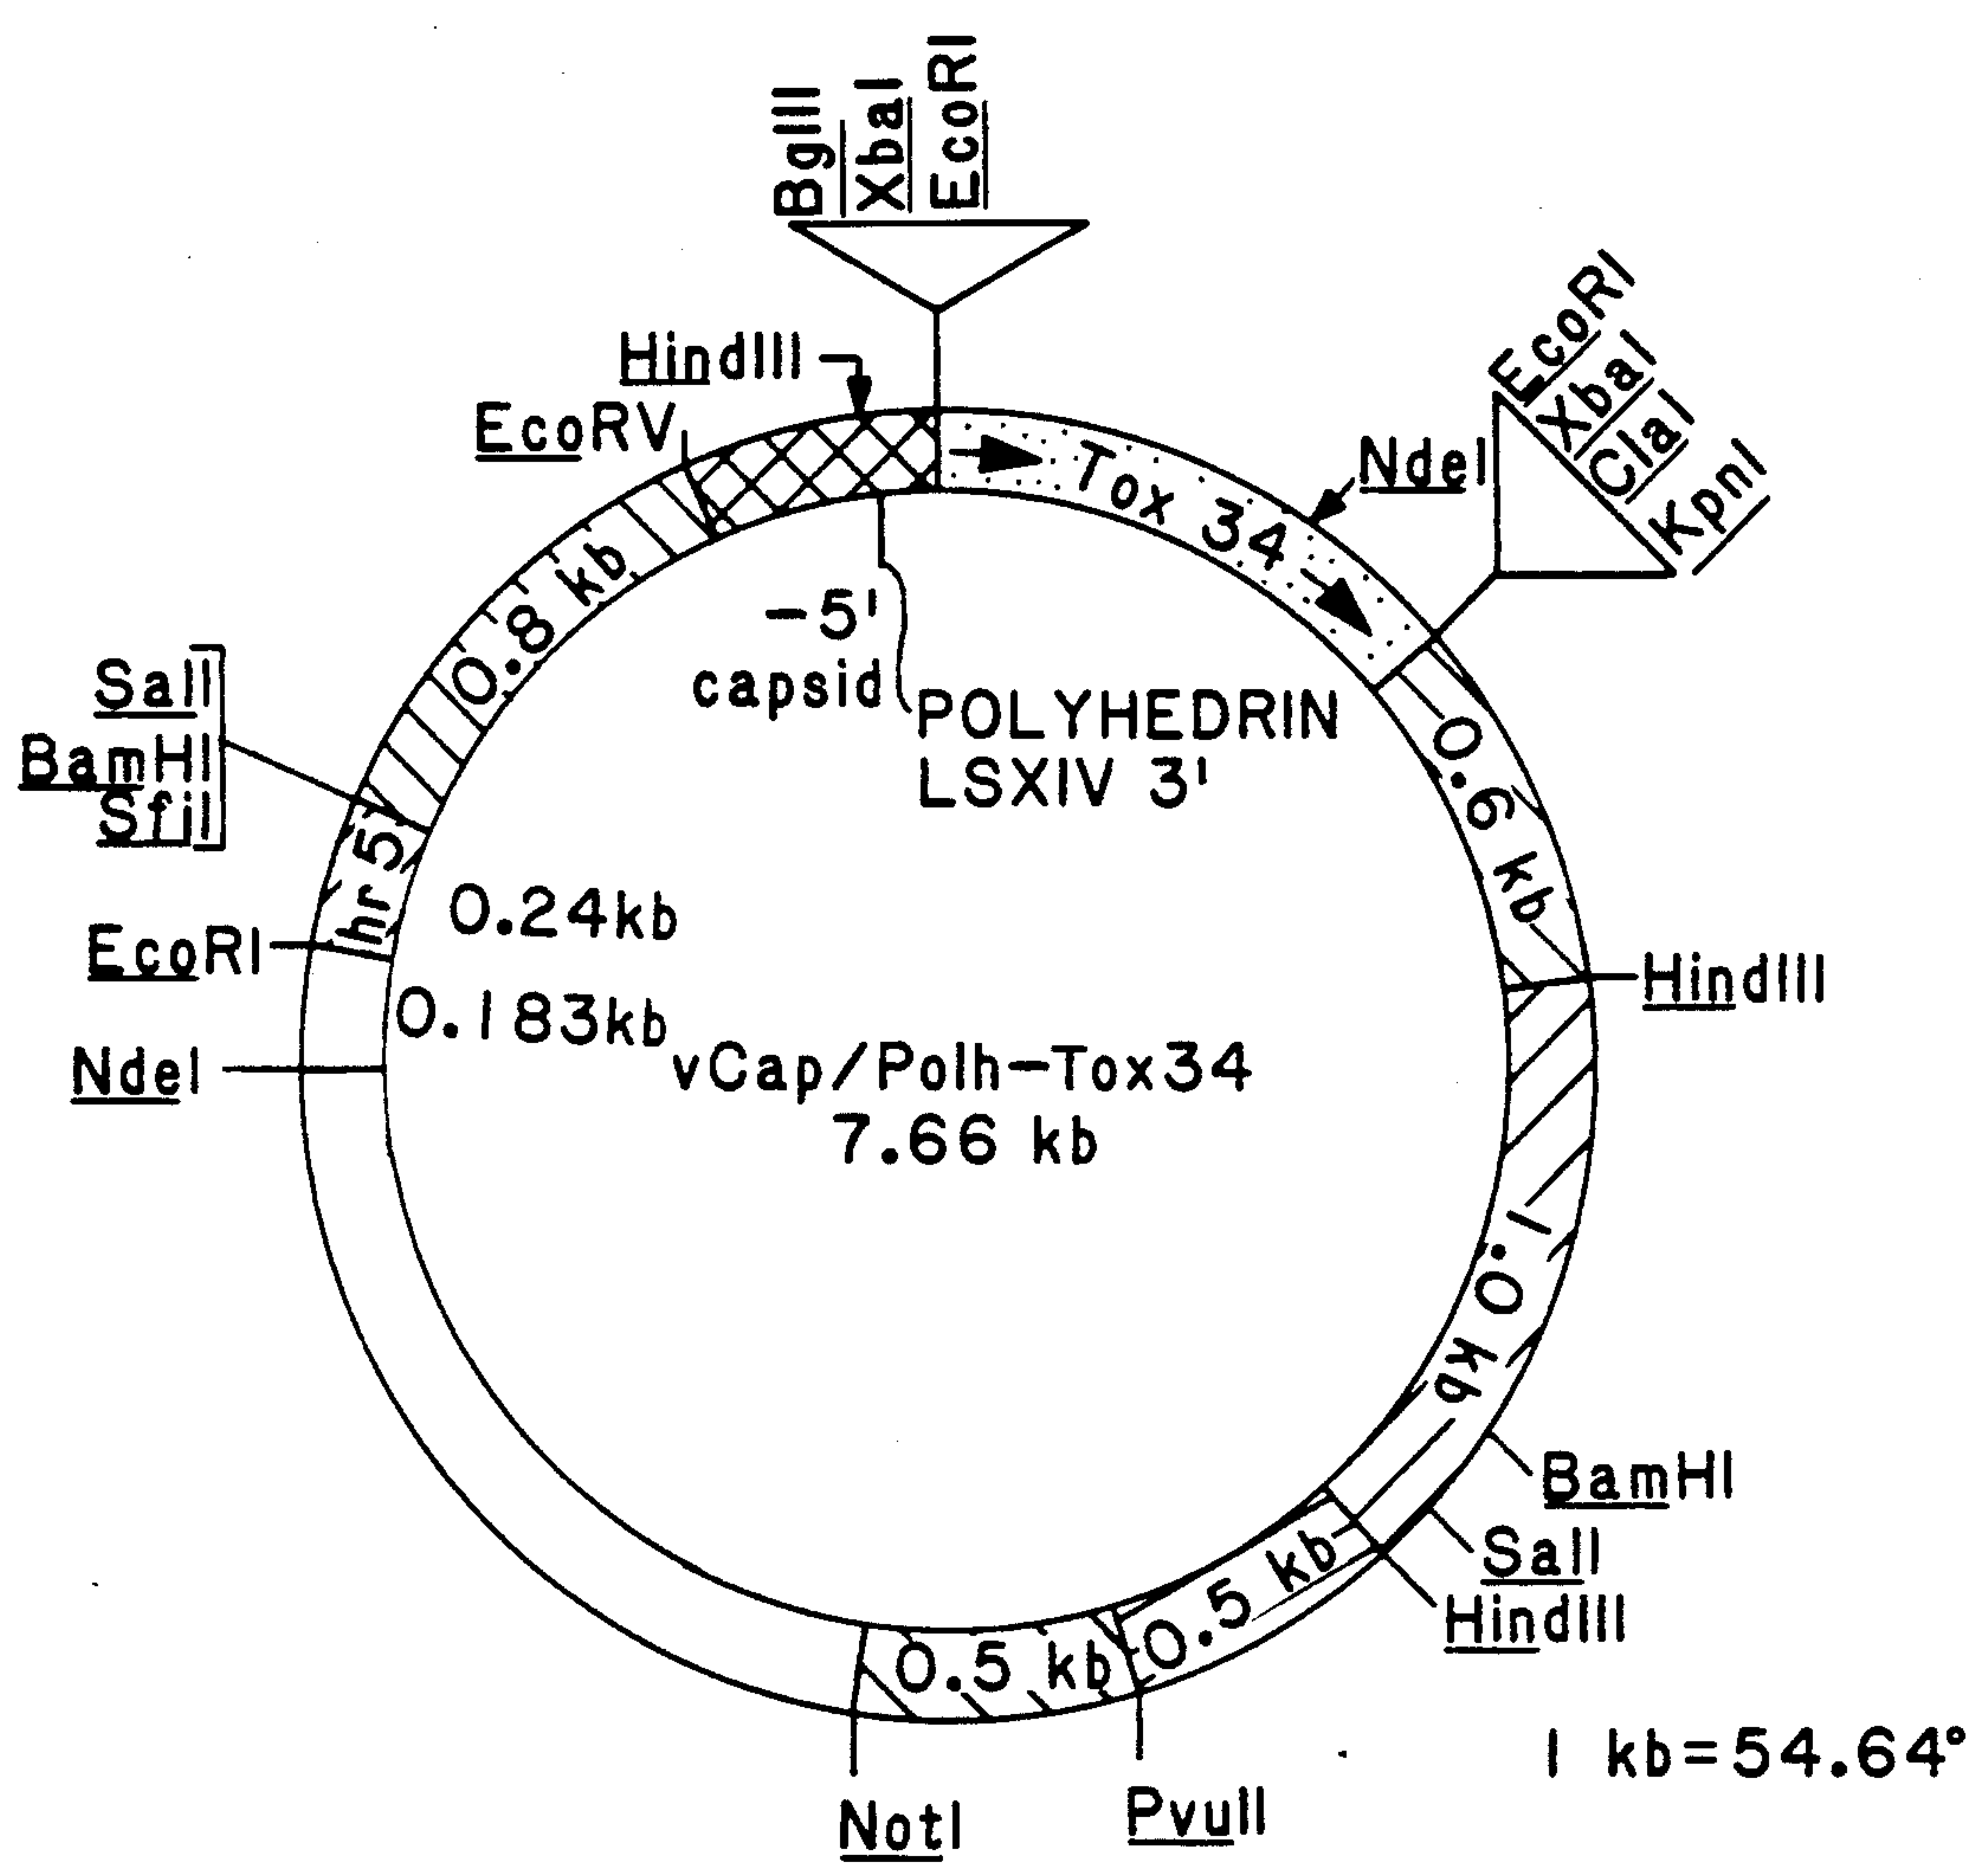 BglII
XbaI
EcoRI
HindIII
EcoRV
EcoRI
XbaI
ClaI
KpnI
NdeI
Tox 34
0.8 kb
-5'
capsid
POLYHEDRIN
LSXIV 3'
0.6 kb
SalI
BamHI
SfiI
hr 5
0.24kb
EcoRI
0.183kb
HindIII
NdeI
vCap/Polh-Tox34
7.66 kb
1.0 kb
BamHI
SalI
HindIII
0.5 kb
0.5 kb
NotI
PvuII
1 kb=54.64°